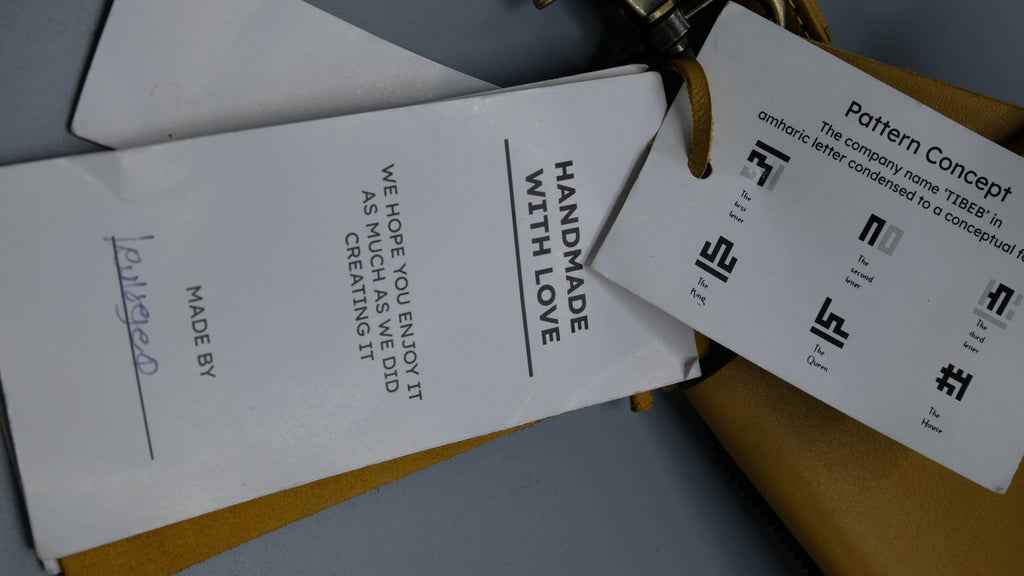 HANDMADE
WITH LOVE
WE HOPE YOU ENJOY IT
AS MUCH AS WE DID
CREATING IT
MADE BY
Pattern Concept
The company name 'TIBEB' in
amharic letter condensed to a conceptual
The
first
letter
The
second
letter
The
third
letter
The
King
The
Queen
The
House